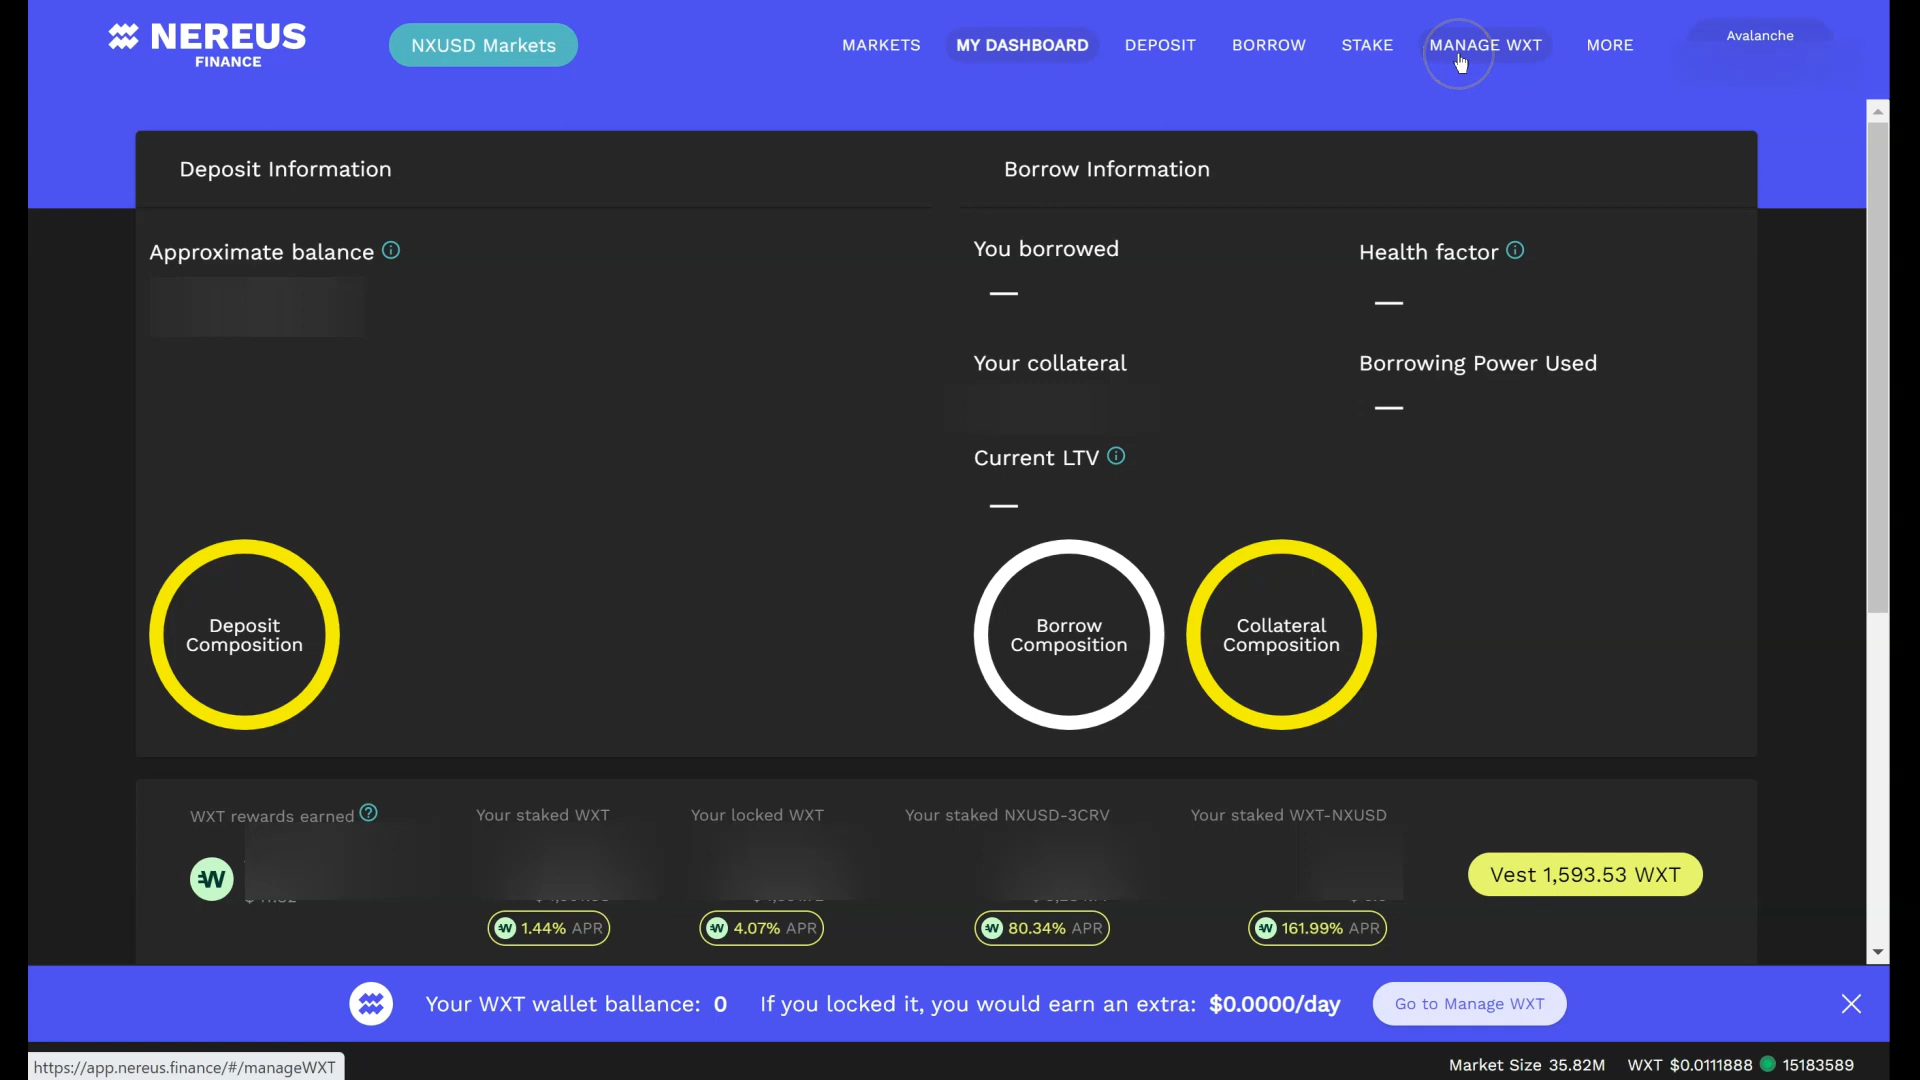 NEREUS
FINANCE
NXUSD Markets
MARKETS
MY DASHBOARD
DEPOSIT
BORROW
STAKE
MANAGE WXT
MORE
Avalanche
Deposit Information
Borrow Information
Approximate balance
You borrowed
Health factor
Your collateral
Borrowing Power Used
Current LTV
Deposit
Composition
Borrow
Composition
Collateral
Composition
WXT rewards earned
Your staked WXT
Your locked WXT
Your staked NXUSD-3CRV
Your staked WXT-NXUSD
Vest 1,593.53 WXT
1.44% APR
4.07% APR
80.34% APR
161.99% APR
Your WXT wallet ballance: 0
If you locked it, you would earn an extra: $0.0000/day
Go to Manage WXT
https://app.nereus.finance/#/manageWXT
Market Size 35.82M
WXT $0.0111888
15183589